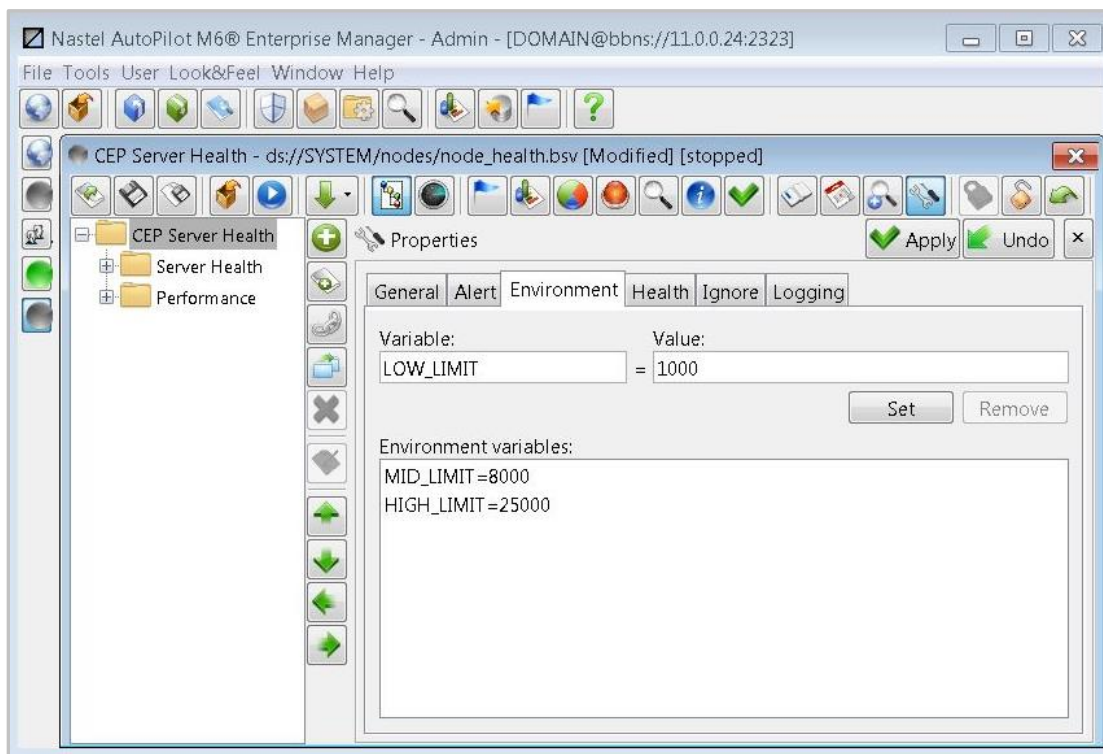 Nastel AutoPilot M6® Enterprise Manager - Admin - [DOMAIN@bbns://11.0.0.24:2323]
File Tools User Look&Feel Window Help
CEP Server Health - ds://SYSTEM/nodes/node_health.bsv [Modified] [stopped]
CEP Server Health
Server Health
Performance
Properties
Apply
Undo
General Alert Environment Health Ignore Logging
Variable: Value:
LOW_LIMIT = 1000
Set Remove
Environment variables:
MID_LIMIT=8000
HIGH_LIMIT=25000